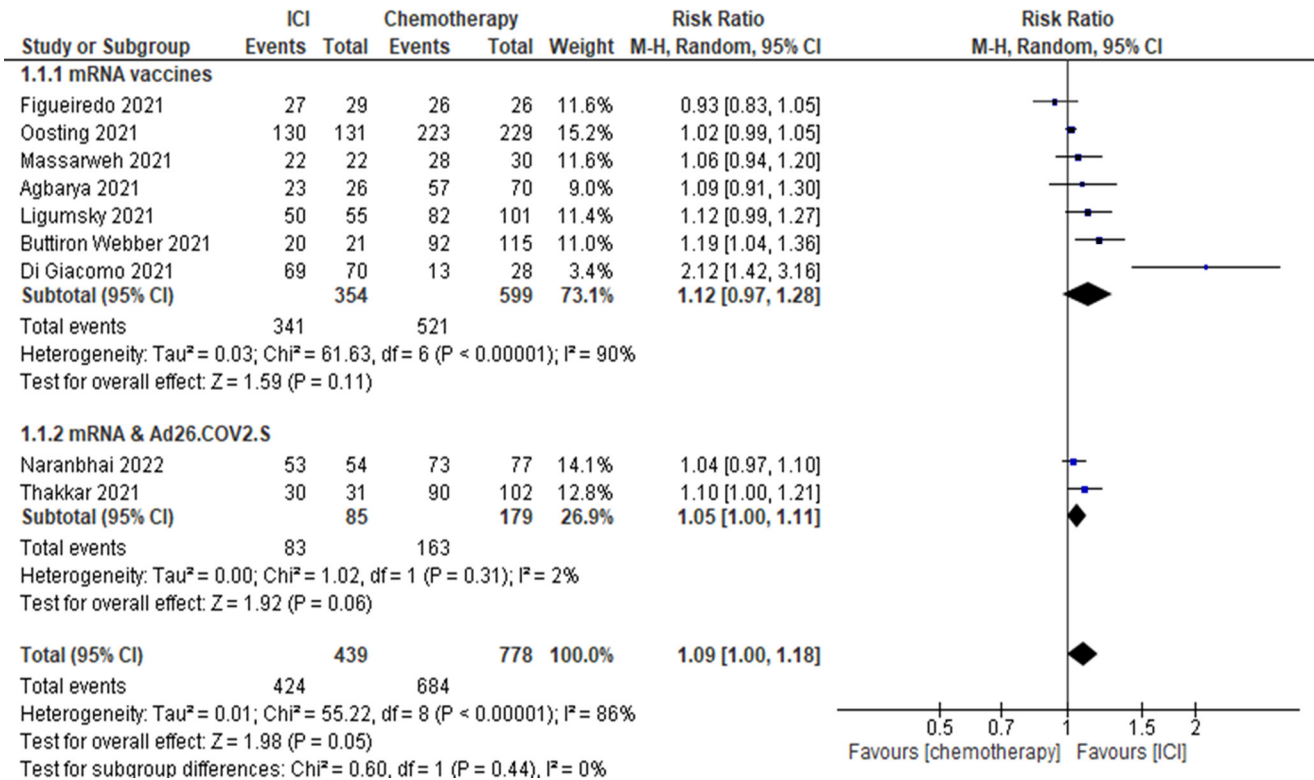 ICI Chemotherapy Risk Ratio Risk Ratio
Study or Subgroup Events Total Events Total Weight M-H, Random, 95% CI M-H, Random, 95% CI
1.1.1 mRNA vaccines
Figueiredo 2021 27 29 26 26 11.6% 0.93 [0.83, 1.05]
Oosting 2021 130 131 223 229 15.2% 1.02 [0.99, 1.05]
Massarweh 2021 22 22 28 30 11.6% 1.06 [0.94, 1.20]
Agbarya 2021 23 26 57 70 9.0% 1.09 [0.91, 1.30]
Ligumsky 2021 50 55 82 101 11.4% 1.12 [0.99, 1.27]
Buttiron Webber 2021 20 21 92 115 11.0% 1.19 [1.04, 1.36]
Di Giacomo 2021 69 70 13 28 3.4% 2.12 [1.42, 3.16]
Subtotal (95% CI) 354 599 73.1% 1.12 [0.97, 1.28]
Total events 341 521
Heterogeneity: Tau² = 0.03; Chi² = 61.63, df = 6 (P < 0.00001); I² = 90%
Test for overall effect: Z = 1.59 (P = 0.11)
1.1.2 mRNA & Ad26.COV2.S
Naranbhai 2022 53 54 73 77 14.1% 1.04 [0.97, 1.10]
Thakkar 2021 30 31 90 102 12.8% 1.10 [1.00, 1.21]
Subtotal (95% CI) 85 179 26.9% 1.05 [1.00, 1.11]
Total events 83 163
Heterogeneity: Tau² = 0.00; Chi² = 1.02, df = 1 (P = 0.31); I² = 2%
Test for overall effect: Z = 1.92 (P = 0.06)
Total (95% CI) 439 778 100.0% 1.09 [1.00, 1.18]
Total events 424 684
Heterogeneity: Tau² = 0.01; Chi² = 55.22, df = 8 (P < 0.00001); I² = 86%
Test for overall effect: Z = 1.98 (P = 0.05)
Test for subgroup differences: Chi² = 0.60, df = 1 (P = 0.44), I² = 0%
0.5 0.7 1 1.5 2
Favours [chemotherapy] Favours [ICI]